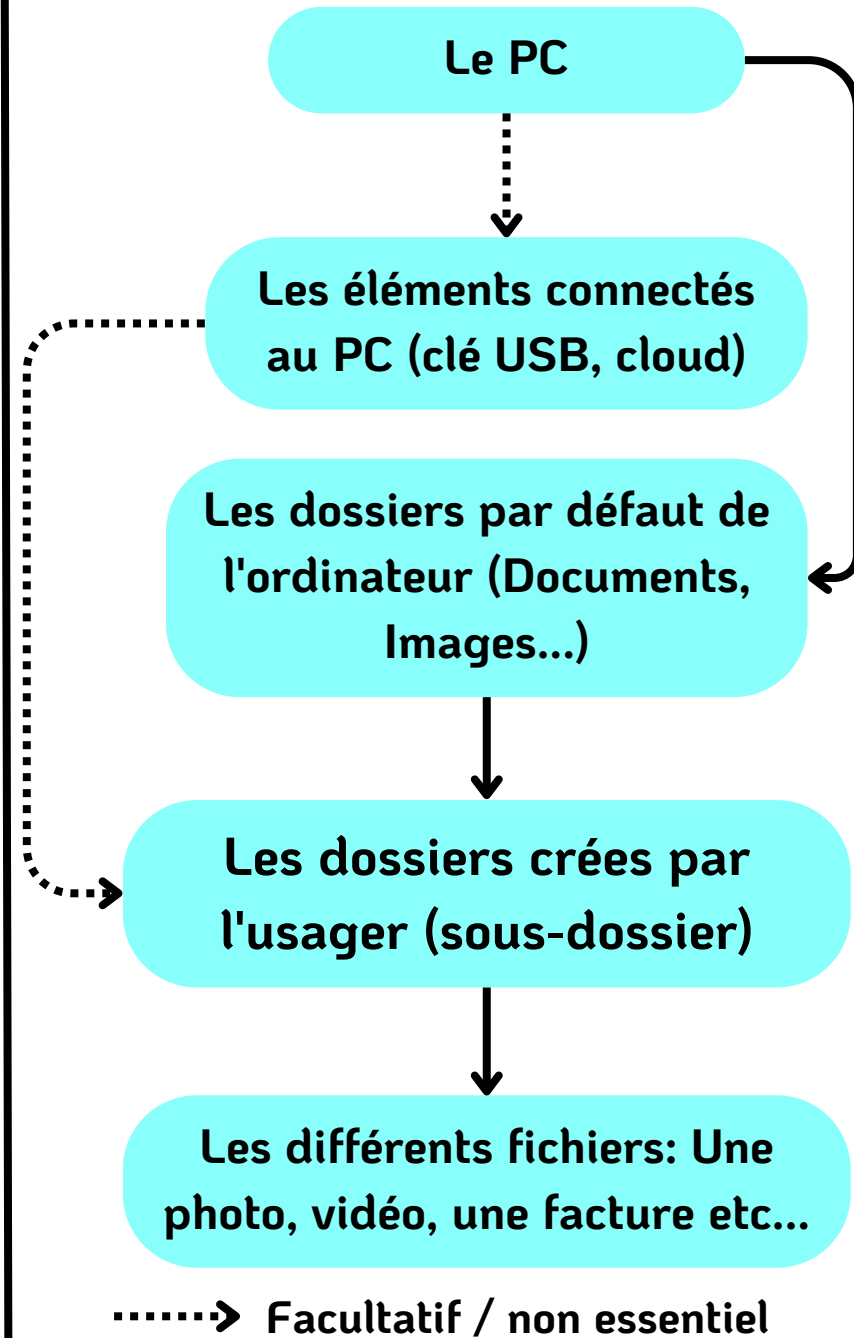 Le PC
Les éléments connectés
au PC (clé USB, cloud)
Les dossiers par défaut de
l'ordinateur (Documents,
Images...)
Les dossiers crées par
l'usager (sous-dossier)
Les différents fichiers: Une
photo, vidéo, une facture etc...
Facultatif / non essentiel